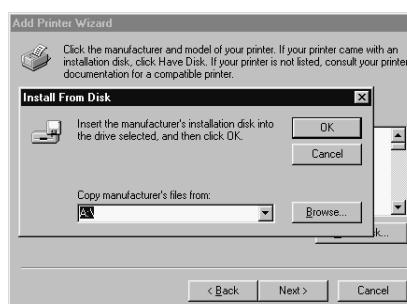 Add Printer Wizard
Click the manufacturer and model of your printer. If your printer came with an
installation disk, click Have Disk. If your printer is not listed, consult your printer
documentation for a compatible printer.
Install From Disk
Insert the manufacturer's installation disk into
the drive selected, and then click OK.
OK
Cancel
Copy manufacturer's files from:
A:\
Browse...
k...
< Back
Next >
Cancel